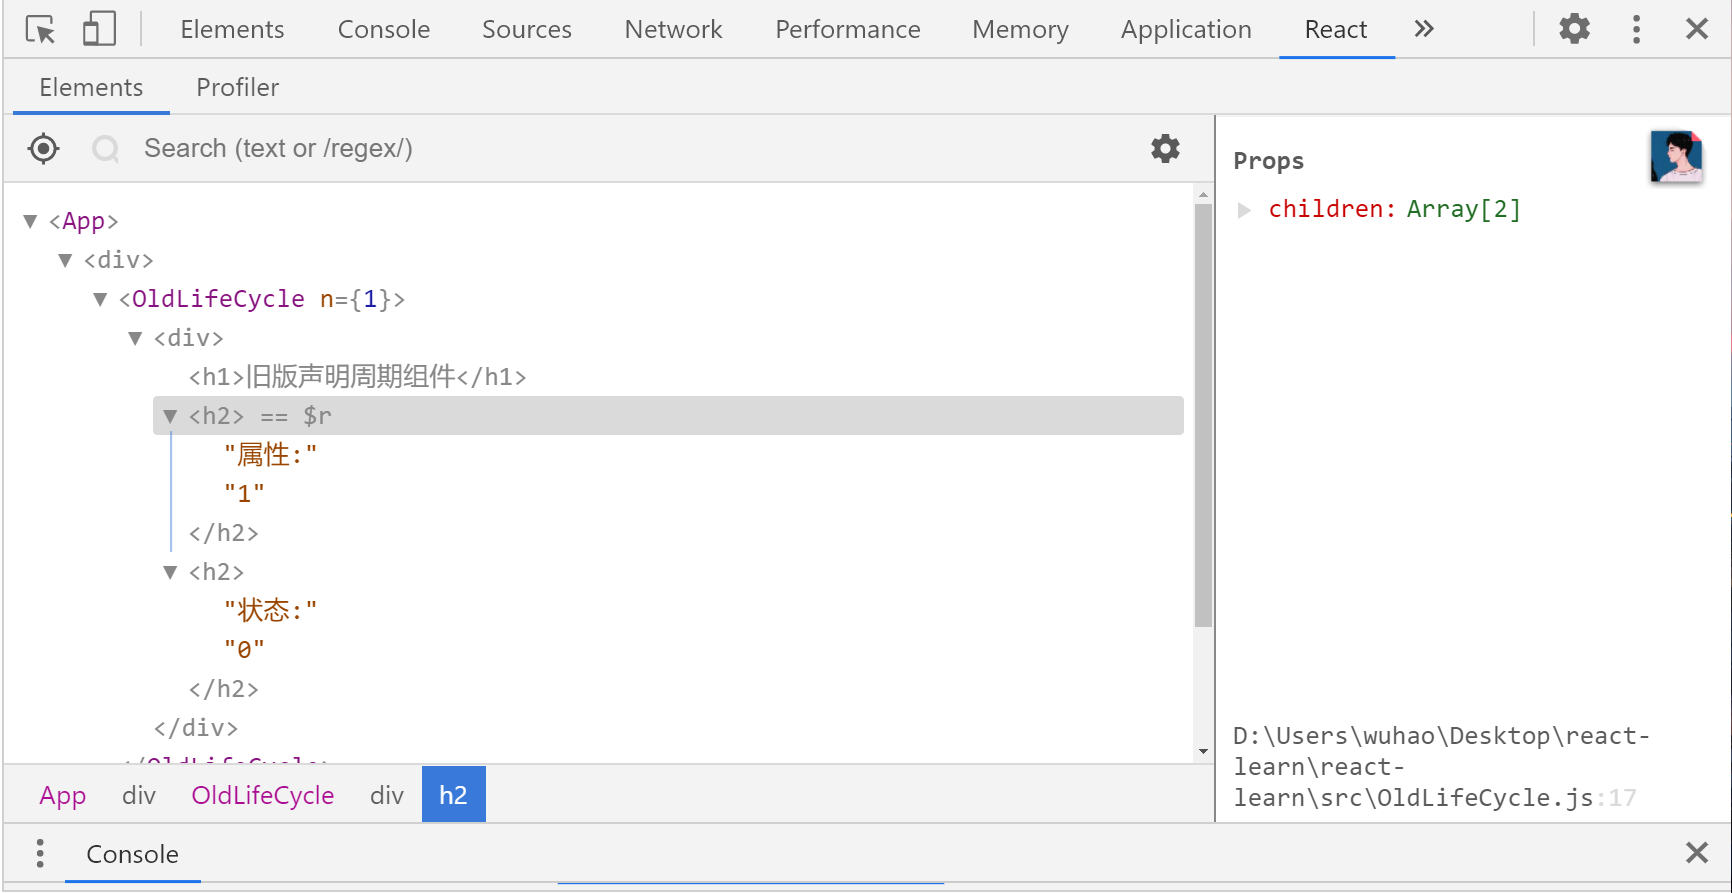 Elements Console Sources Network Performance Memory Application React »
Elements Profiler
Search (text or /regex/)
<App>
<div>
<OldLifeCycle n={1}>
<div>
<h1>旧版声明周期组件</h1>
<h2> == $r
"属性:"
"1"
</h2>
<h2>
"状态:"
"0"
</h2>
</div>
</OldLifeCycle>
App div OldLifeCycle div h2
Props
children: Array[2]
D:\Users\wuhao\Desktop\react-
learn\react-
learn\src\OldLifeCycle.js:17
Console